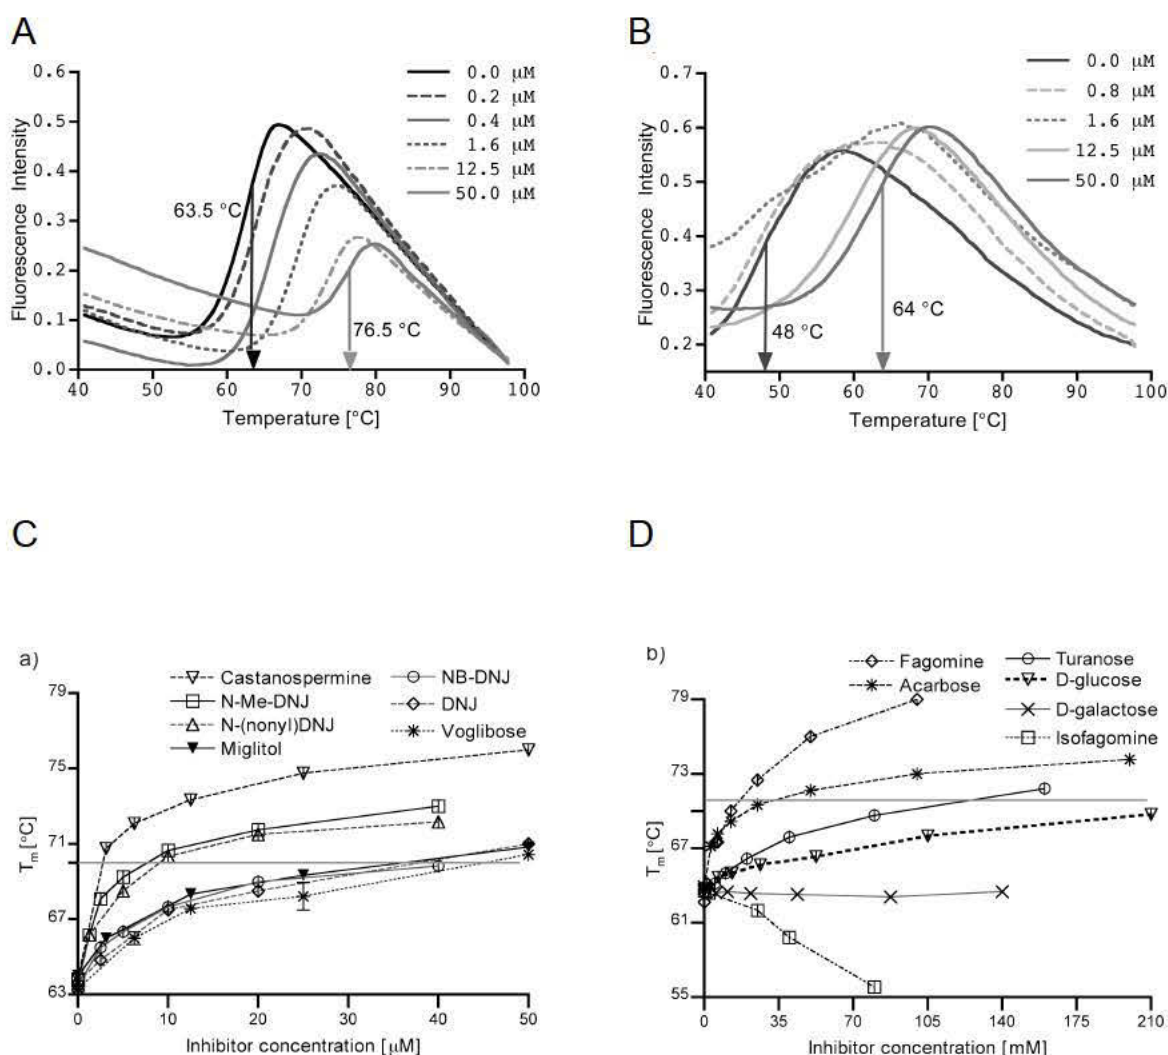 A
Fluorescence Intensity
0.6
0.5
0.4
0.3
0.2
0.1
0.0
0.0 µM
0.2 µM
0.4 µM
1.6 µM
12.5 µM
50.0 µM
63.5 °C
76.5 °C
40 50 60 70 80 90 100
Temperature [°C]
B
Fluorescence Intensity
0.7
0.6
0.5
0.4
0.3
0.2
0.0 µM
0.8 µM
1.6 µM
12.5 µM
50.0 µM
48 °C
64 °C
40 50 60 70 80 90 100
Temperature [°C]
C
a)
Castanospermine
N-Me-DNJ
N-(nonyl)DNJ
Miglitol
NB-DNJ
DNJ
Voglibose
Tm [°C]
79
75
71
67
63
0 10 20 30 40 50
Inhibitor concentration [µM]
D
b)
Fagomine
Acarbose
Turanose
D-glucose
D-galactose
Isofagomine
Tm [°C]
79
73
67
61
55
0 35 70 105 140 175 210
Inhibitor concentration [mM]